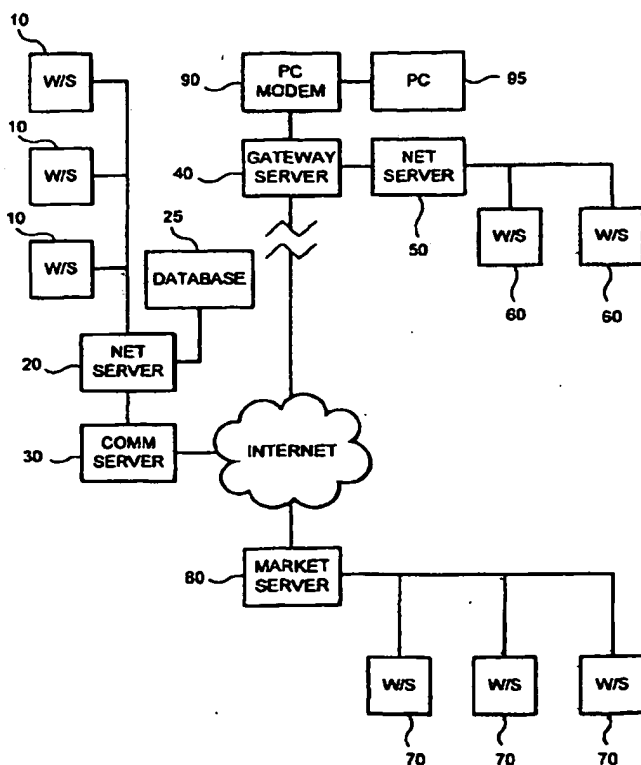 10
W/S
10
W/S
10
W/S
25
DATABASE
20
NET
SERVER
30
COMM
SERVER
90
PC
MODEM
PC
95
40
GATEWAY
SERVER
NET
SERVER
50
W/S
W/S
60
60
INTERNET
80
MARKET
SERVER
W/S
W/S
W/S
70
70
70